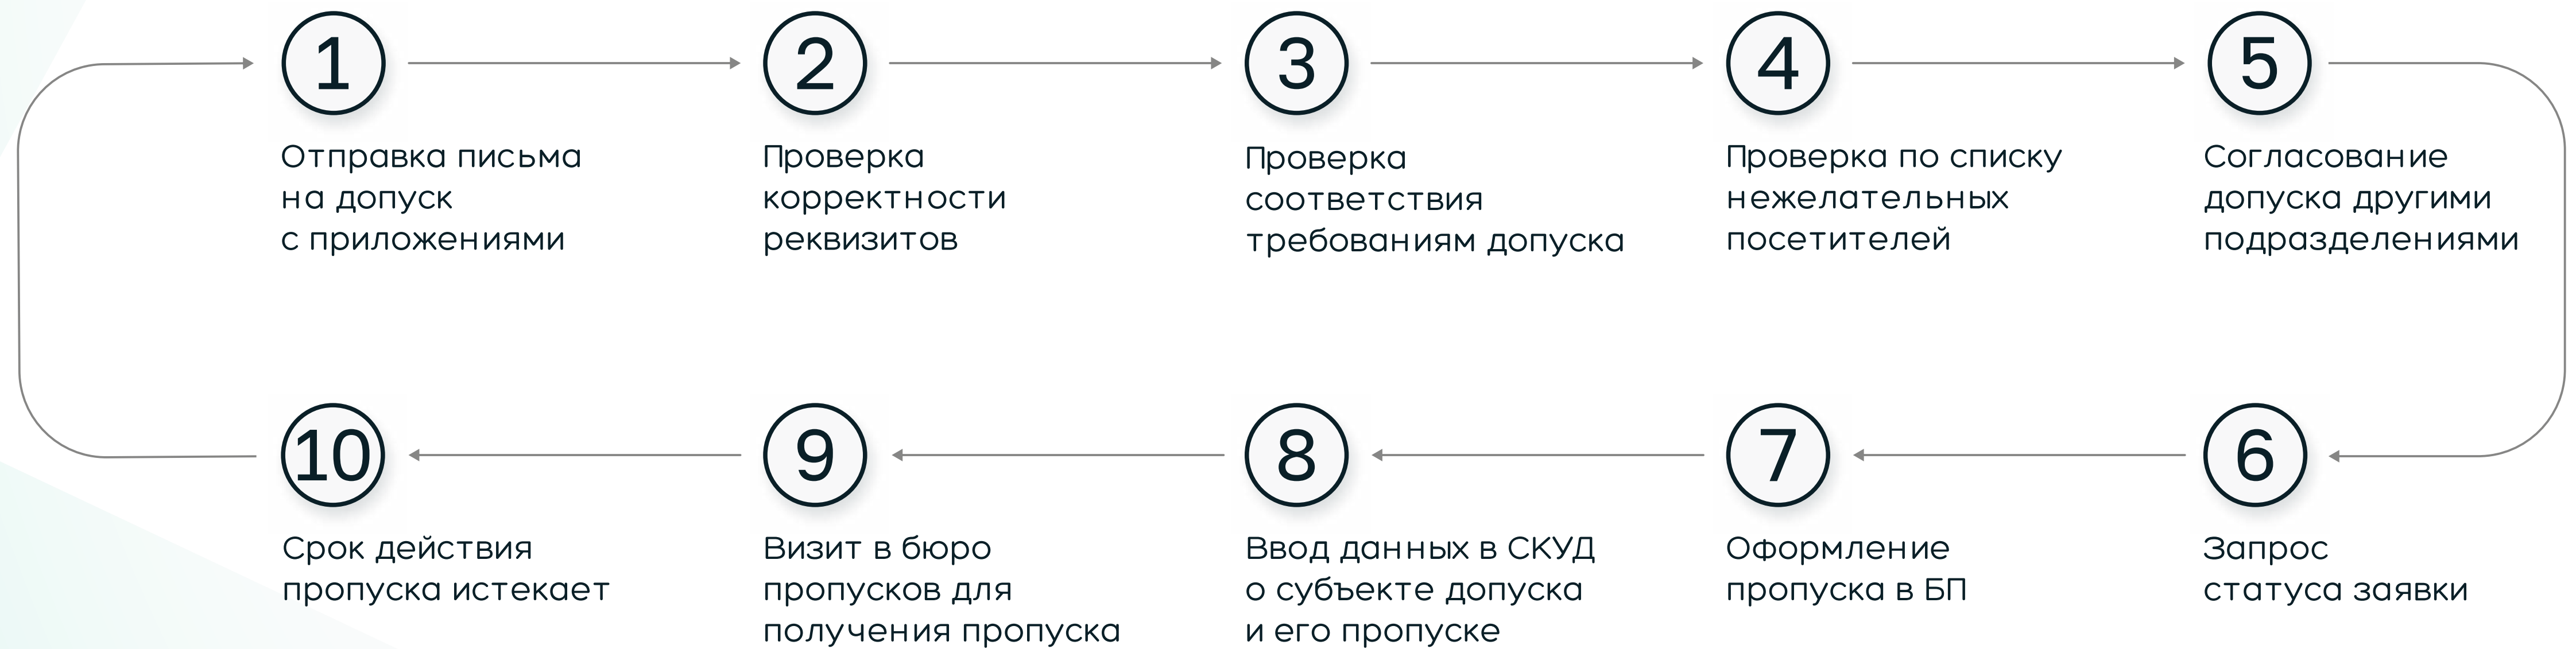 1
Отправка письма
на допуск
с приложениями
2
Проверка
корректности
реквизитов
3
Проверка
соответствия
требованиям допуска
4
Проверка по списку
нежелательных
посетителей
5
Согласование
допуска другими
подразделениями
6
Запрос
статуса заявки
7
Оформление
пропуска в БП
8
Ввод данных в СКУД
о субъекте допуска
и его пропуске
9
Визит в бюро
пропусков для
получения пропуска
10
Срок действия
пропуска истекает